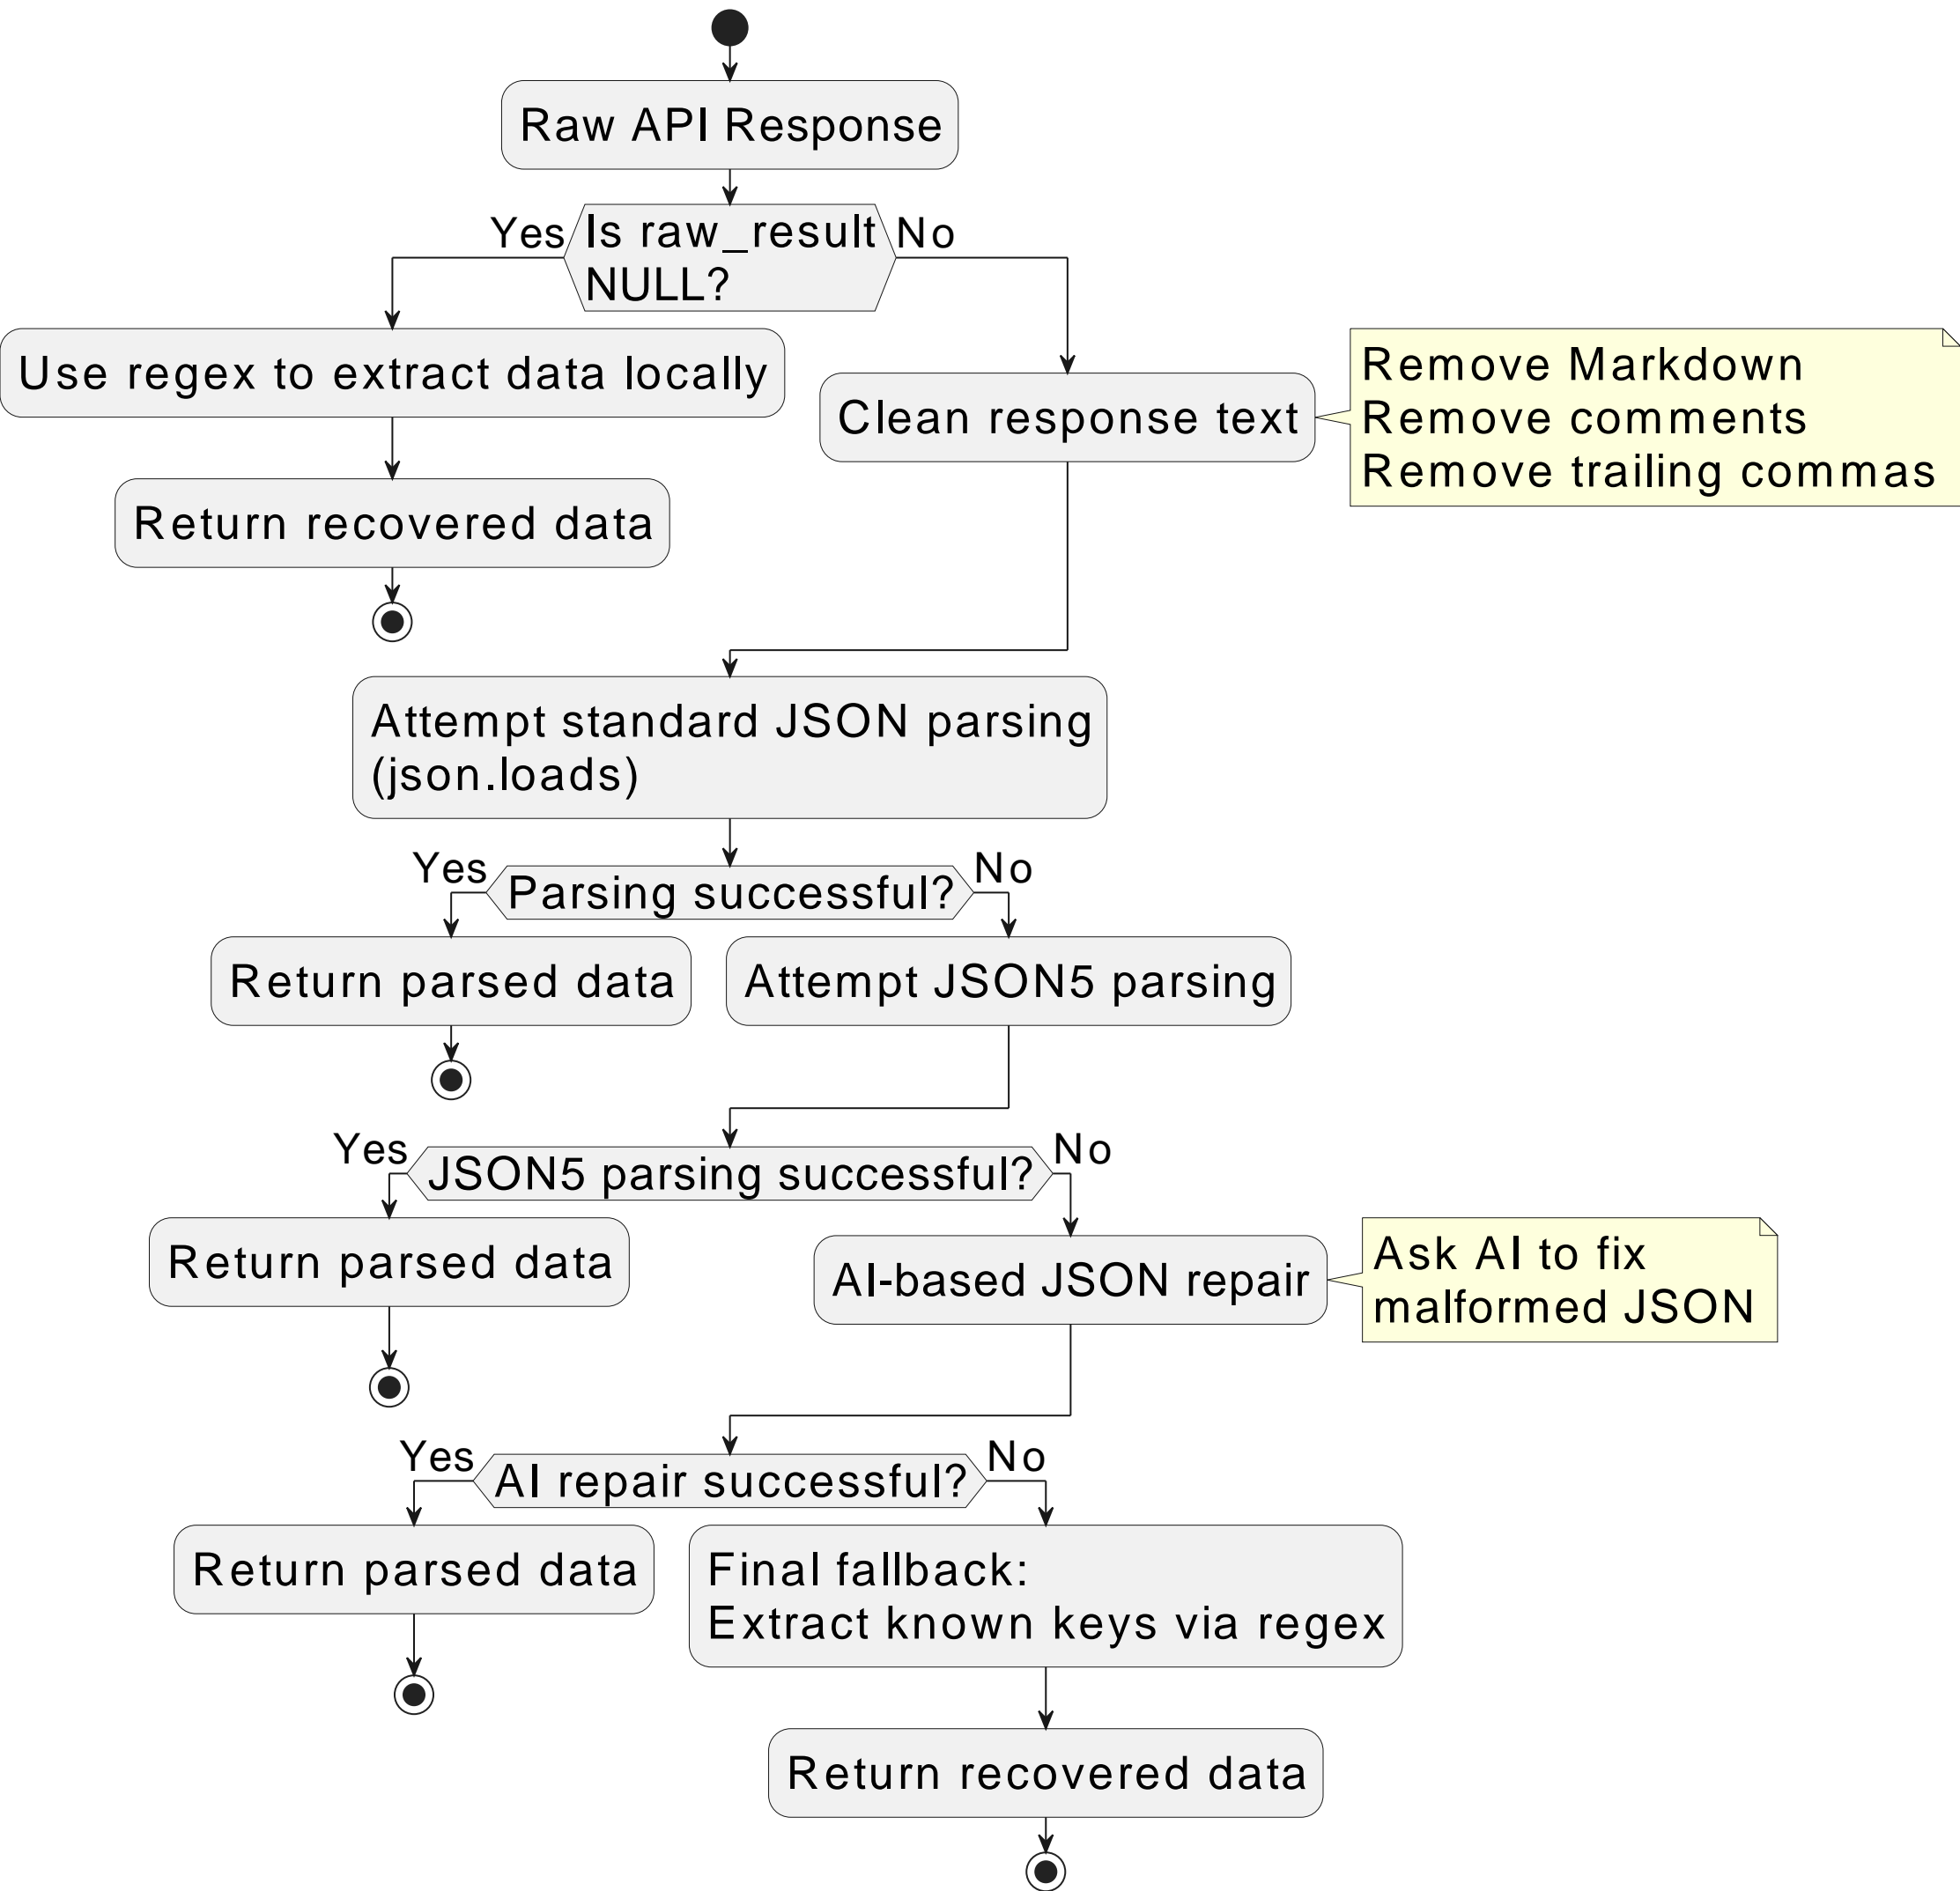 Raw API Response
Yes
Is raw_result
NULL?
No
Use regex to extract data locally
Return recovered data
Clean response text
Remove Markdown
Remove comments
Remove trailing commas
Attempt standard JSON parsing
(json.loads)
Yes
Parsing successful?
No
Return parsed data
Attempt JSON5 parsing
Yes
JSON5 parsing successful?
No
Return parsed data
AI-based JSON repair
Ask AI to fix
malformed JSON
Yes
AI repair successful?
No
Return parsed data
Final fallback:
Extract known keys via regex
Return recovered data